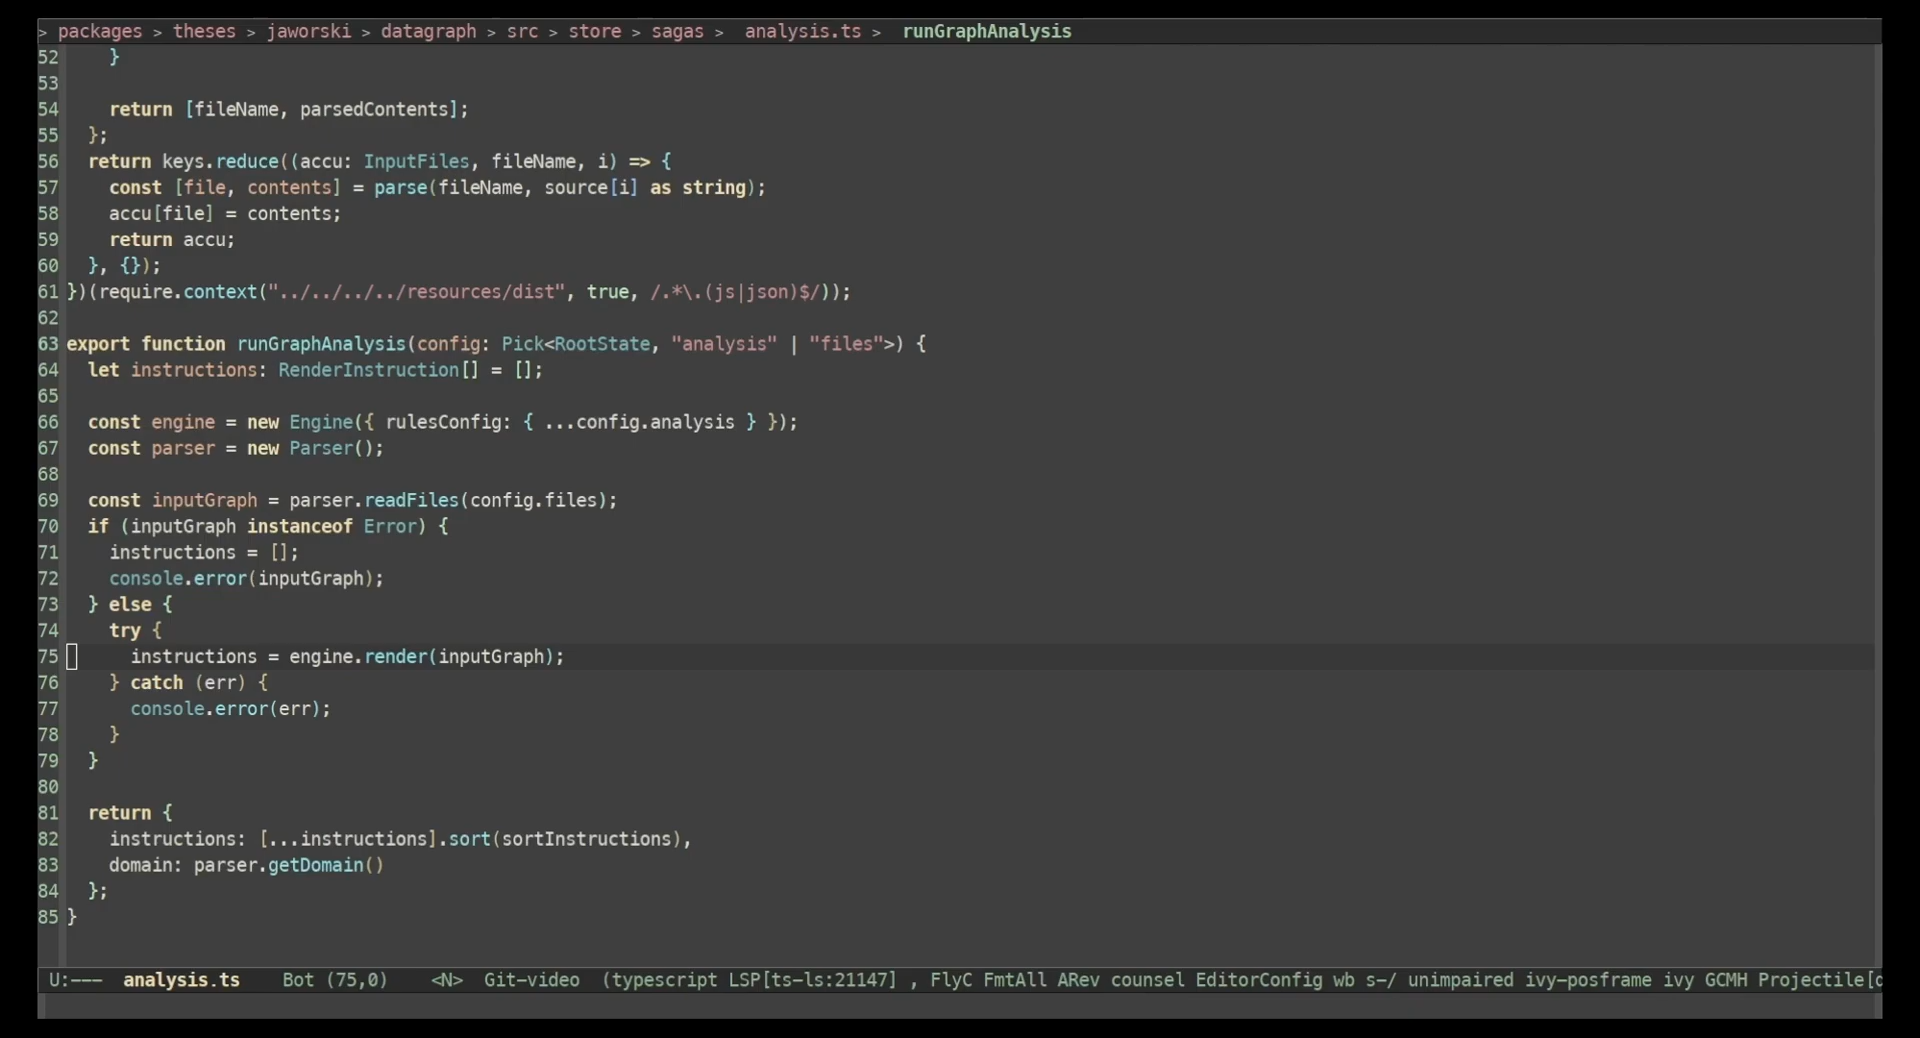 > packages > theses > jaworski > datagraph > src > store > sagas > analysis.ts > runGraphAnalysis
52     }
53
54     return [fileName, parsedContents];
55   };
56   return keys.reduce((accu: InputFiles, fileName, i) => {
57     const [file, contents] = parse(fileName, source[i] as string);
58     accu[file] = contents;
59     return accu;
60   }, {});
61 })(require.context("../../../../resources/dist", true, /.*\.(js|json)$/));
62
63 export function runGraphAnalysis(config: Pick<RootState, "analysis" | "files">) {
64   let instructions: RenderInstruction[] = [];
65
66   const engine = new Engine({ rulesConfig: { ...config.analysis } });
67   const parser = new Parser();
68
69   const inputGraph = parser.readFiles(config.files);
70   if (inputGraph instanceof Error) {
71     instructions = [];
72     console.error(inputGraph);
73   } else {
74     try {
75       instructions = engine.render(inputGraph);
76     } catch (err) {
77       console.error(err);
78     }
79   }
80
81   return {
82     instructions: [...instructions].sort(sortInstructions),
83     domain: parser.getDomain()
84   };
85 }
U:--- analysis.ts Bot (75,0) <N> Git-video (typescript LSP[ts-ls:21147] , FlyC FmtAll ARev counsel EditorConfig wb s-/ unimpaired ivy-posframe ivy GCMH Projectile[